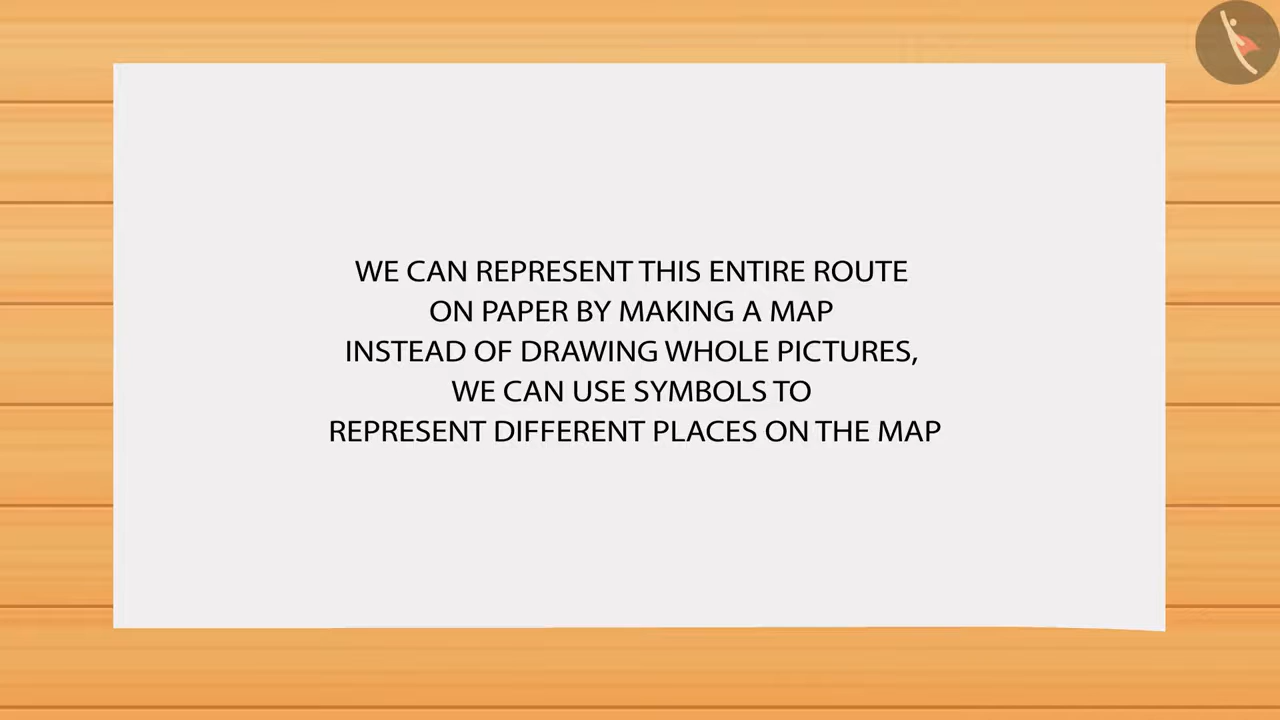 WE CAN REPRESENT THIS ENTIRE ROUTE
ON PAPER BY MAKING A MAP
INSTEAD OF DRAWING WHOLE PICTURES,
WE CAN USE SYMBOLS TO
REPRESENT DIFFERENT PLACES ON THE MAP